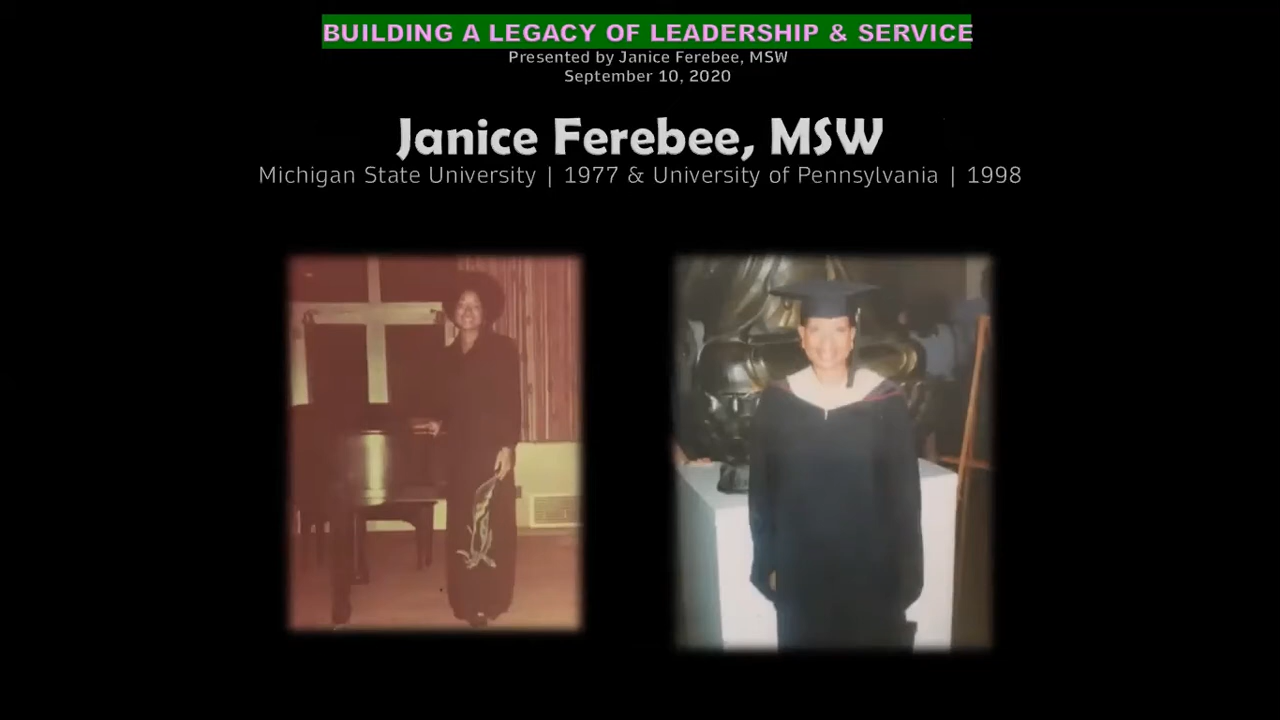 BUILDING A LEGACY OF LEADERSHIP & SERVICE
Presented by Janice Ferebee, MSW
September 10, 2020
Janice Ferebee, MSW
Michigan State University | 1977 & University of Pennsylvania | 1998